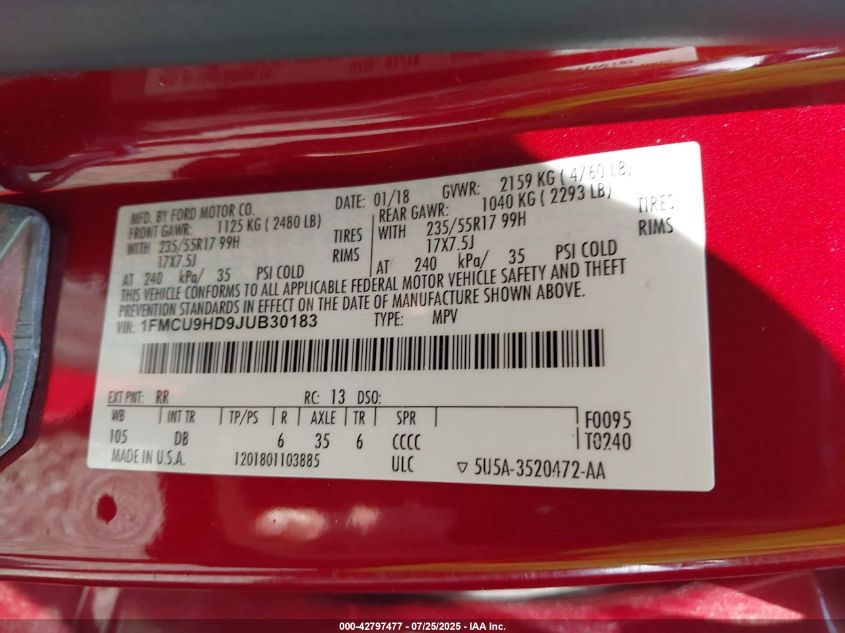 MFD. BY FORD MOTOR CO. DATE: 01/18 GVWR: 2159 KG ( 4760 LB)
FRONT GAWR: 1125 KG ( 2480 LB) REAR GAWR: 1040 KG ( 2293 LB)
WITH 235/55R17 99H TIRES WITH 235/55R17 99H TIRES
17X7.5J RIMS 17X7.5J RIMS
AT 240 kPa/ 35 PSI COLD AT 240 kPa/ 35 PSI COLD
THIS VEHICLE CONFORMS TO ALL APPLICABLE FEDERAL MOTOR VEHICLE SAFETY AND THEFT
PREVENTION STANDARDS IN EFFECT ON THE DATE OF MANUFACTURE SHOWN ABOVE.
VIN: 1FMCU9HD9JUB30183 TYPE: MPV
EXT PNT: RR RC: 13 DSO:
WB INT TR TP/PS R AXLE TR SPR F0095
105 DB 6 35 6 CCCC T0240
MADE IN U.S.A. 1201801103885 ULC ▽ 5U5A-3520472-AA
000-42797477 - 07/25/2025 - IAA Inc.